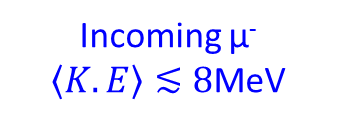 Incoming μ⁻
⟨K.E⟩ ≲ 8MeV